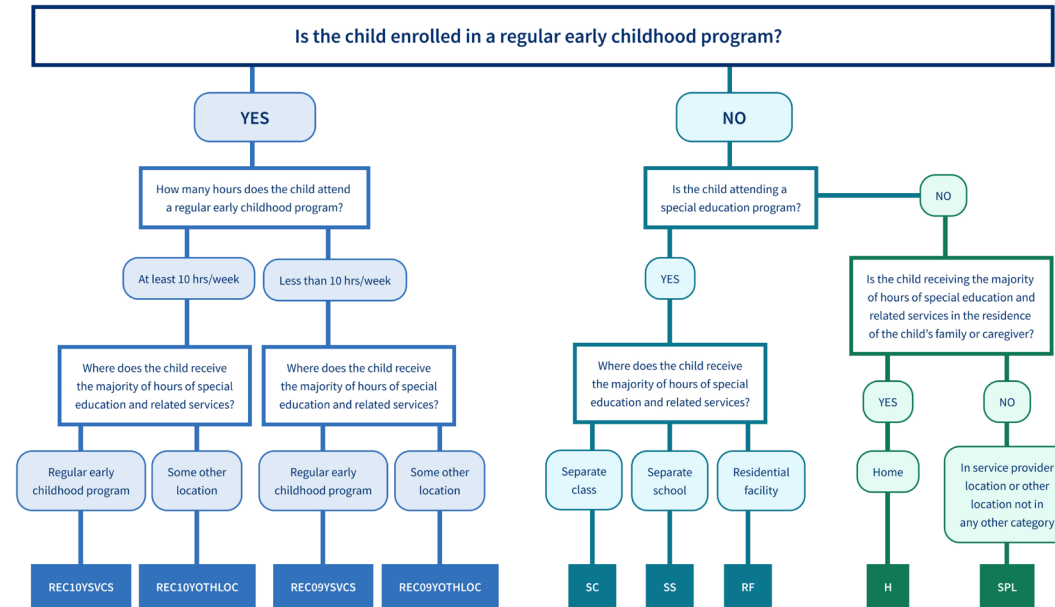 Is the child enrolled in a regular early childhood program?
YES
NO
How many hours does the child attend
a regular early childhood program?
Is the child attending a
special education program?
NO
At least 10 hrs/week
Less than 10 hrs/week
YES
Is the child receiving the majority
of hours of special education and
related services in the residence
of the child's family or caregiver?
Where does the child receive
the majority of hours of special
education and related services?
Where does the child receive
the majority of hours of special
education and related services?
Where does the child receive
the majority of hours of special
education and related services?
YES
NO
Regular early
childhood program
Some other
location
Regular early
childhood program
Some other
location
Separate
class
Separate
school
Residential
facility
Home
In service provider
location or other
location not in
any other category
REC10YSVCS
REC10YOTHLOC
REC09YSVCS
REC09YOTHLOC
SC
SS
RF
H
SPL